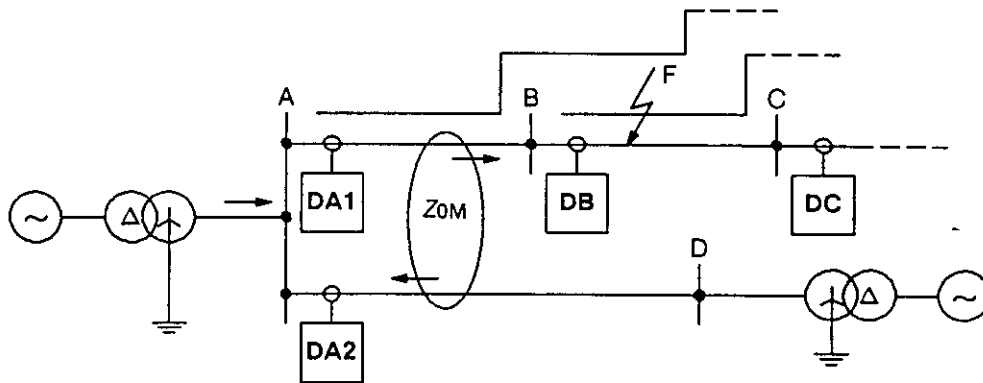 F
A
B
C
DA1
DB
DC
Z0M
~
Δ
D
DA2
Δ
~